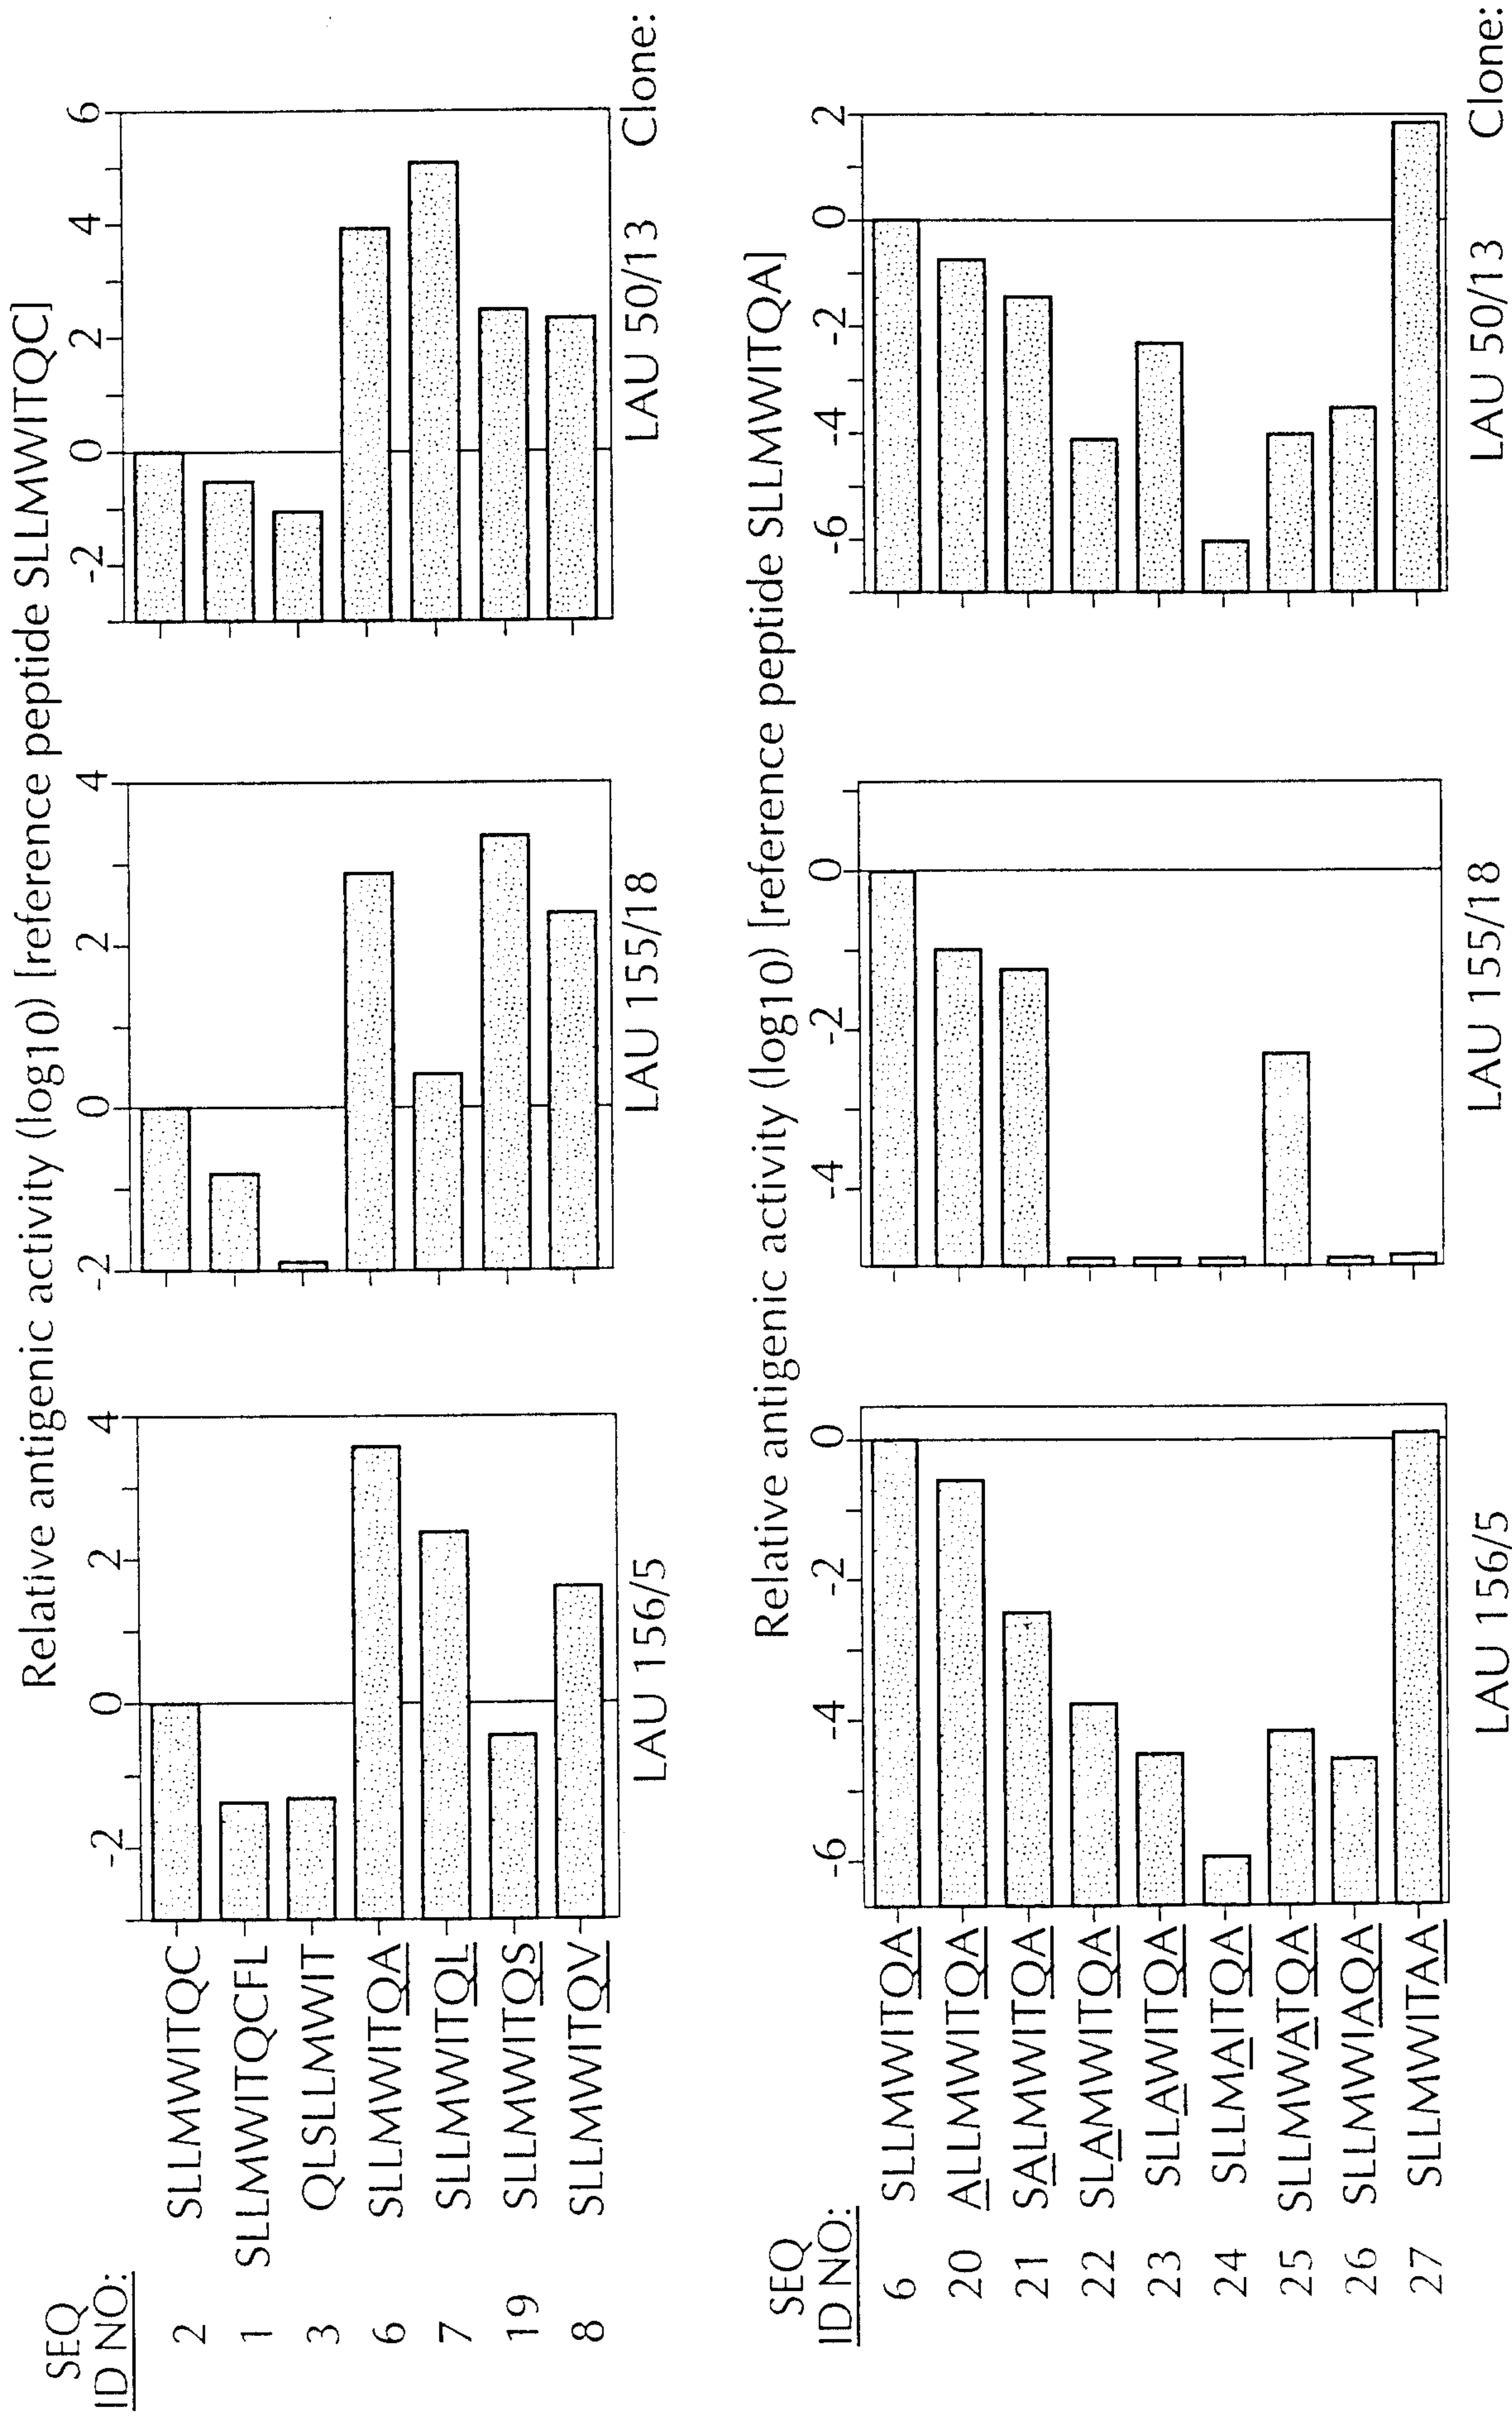 Relative antigenic activity (log10) [reference peptide SLLMWITQC]
SEQ
ID NO:
-2 0 2 4
-2 0 2 4
-2 0 2 4 6
2 SLLMWITQC
1 SLLMWITQCFL
3 QLSLLMWIT
6 SLLMWITQA
7 SLLMWITQL
19 SLLMWITQS
8 SLLMWITQV
LAU 156/5 LAU 155/18 LAU 50/13 Clone:
Relative antigenic activity (log10) [reference peptide SLLMWITQA]
SEQ
ID NO:
-6 -4 -2 0
-4 -2 0
-6 -4 -2 0 2
6 SLLMWITQA
20 ALLMWITQA
21 SALMWITQA
22 SLAMWITQA
23 SLLAWITQA
24 SLLMAITQA
25 SLLMWATQA
26 SLLMWIAQA
27 SLLMWITAA
LAU 156/5 LAU 155/18 LAU 50/13 Clone: